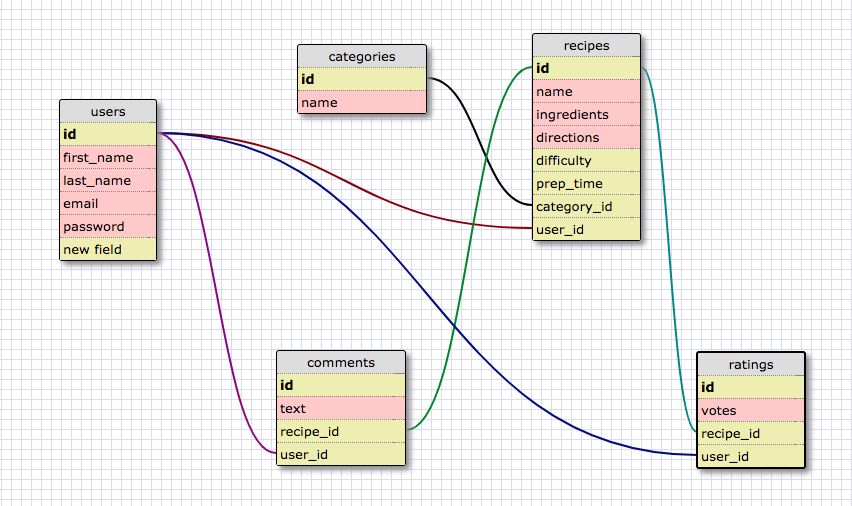 users
id
first_name
last_name
email
password
new field
categories
id
name
recipes
id
name
ingredients
directions
difficulty
prep_time
category_id
user_id
comments
id
text
recipe_id
user_id
ratings
id
votes
recipe_id
user_id